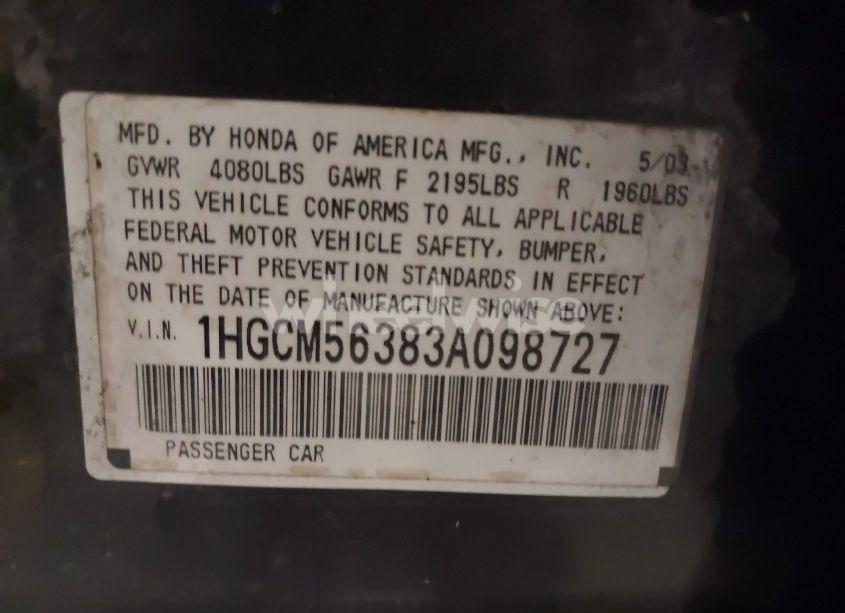 MFD. BY HONDA OF AMERICA MFG., INC. 5/03
GVWR 4080LBS GAWR F 2195LBS R 1960LBS
THIS VEHICLE CONFORMS TO ALL APPLICABLE
FEDERAL MOTOR VEHICLE SAFETY, BUMPER,
AND THEFT PREVENTION STANDARDS IN EFFECT
ON THE DATE OF MANUFACTURE SHOWN ABOVE:
V.I.N. 1HGCM56383A098727
PASSENGER CAR
wheelwise